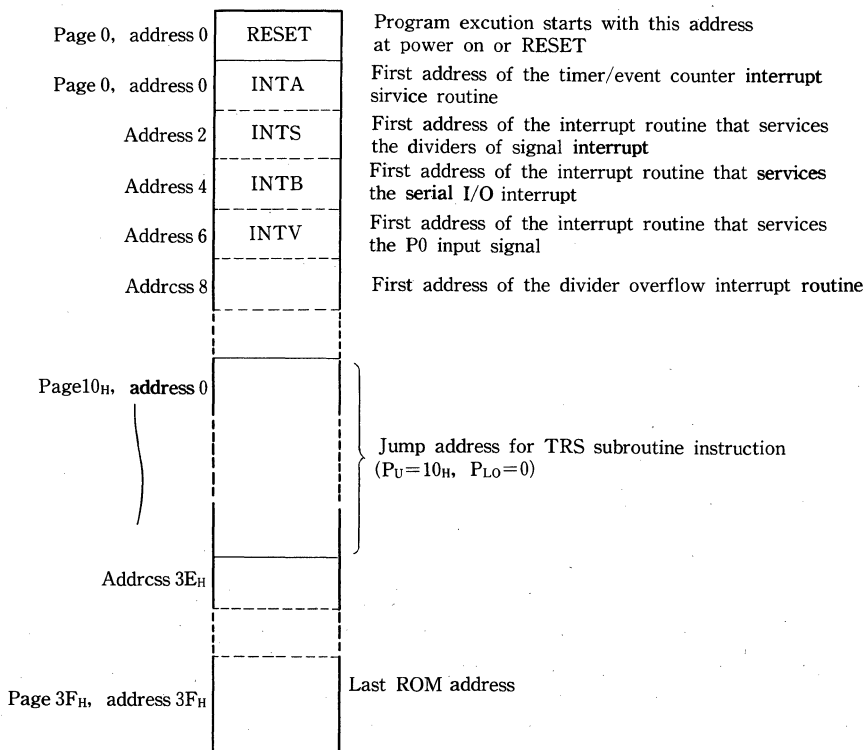 Page 0, address 0 RESET Program excution starts with this address
at power on or RESET
Page 0, address 0 INTA First address of the timer/event counter interrupt
sirvice routine
Address 2 INTS First address of the interrupt routine that services
the dividers of signal interrupt
Address 4 INTB First address of the interrupt routine that services
the serial I/O interrupt
Address 6 INTV First address of the interrupt routine that services
the P0 input signal
Addrcss 8 First address of the divider overflow interrupt routine
Page10H, address 0
Jump address for TRS subroutine instruction
(PU=10H, PLO=0)
Addrcss 3EH
Last ROM address
Page 3FH, address 3FH